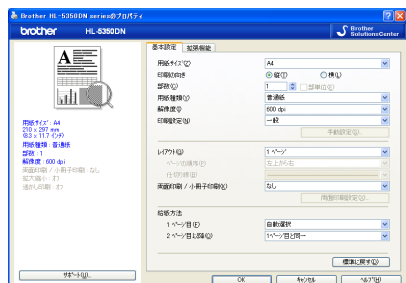 Brother HL-5350DN seriesのプロパティ
brother
HL-5350DN
Brother
SolutionsCenter
基本設定
拡張機能
用紙サイズ(Z)
A4
印刷の向き
縦(T)
横(L)
部数(C)
1
部単位(E)
用紙種類(Y)
普通紙
解像度(R)
600 dpi
印刷設定(N)
一般
手動設定(G)...
レイアウト(A)
1 ページ
ページの順序(P)
右上から右
仕切り線(B)
両面印刷 / 小冊子印刷(K)
なし
両面印刷設定(X)...
給紙方法
1 ページ目(F)
自動選択
2 ページ目以降(O)
1ページ目と同一
標準に戻す(D)
用紙サイズ: A4
210 x 297 mm
(8.3 x 11.7 インチ)
用紙種類: 普通紙
部数: 1
解像度: 600 dpi
両面印刷 / 小冊子印刷: なし
拡大縮小: オフ
透かし印刷: オフ
サポート(U)...
OK
キャンセル
ヘルプ(H)